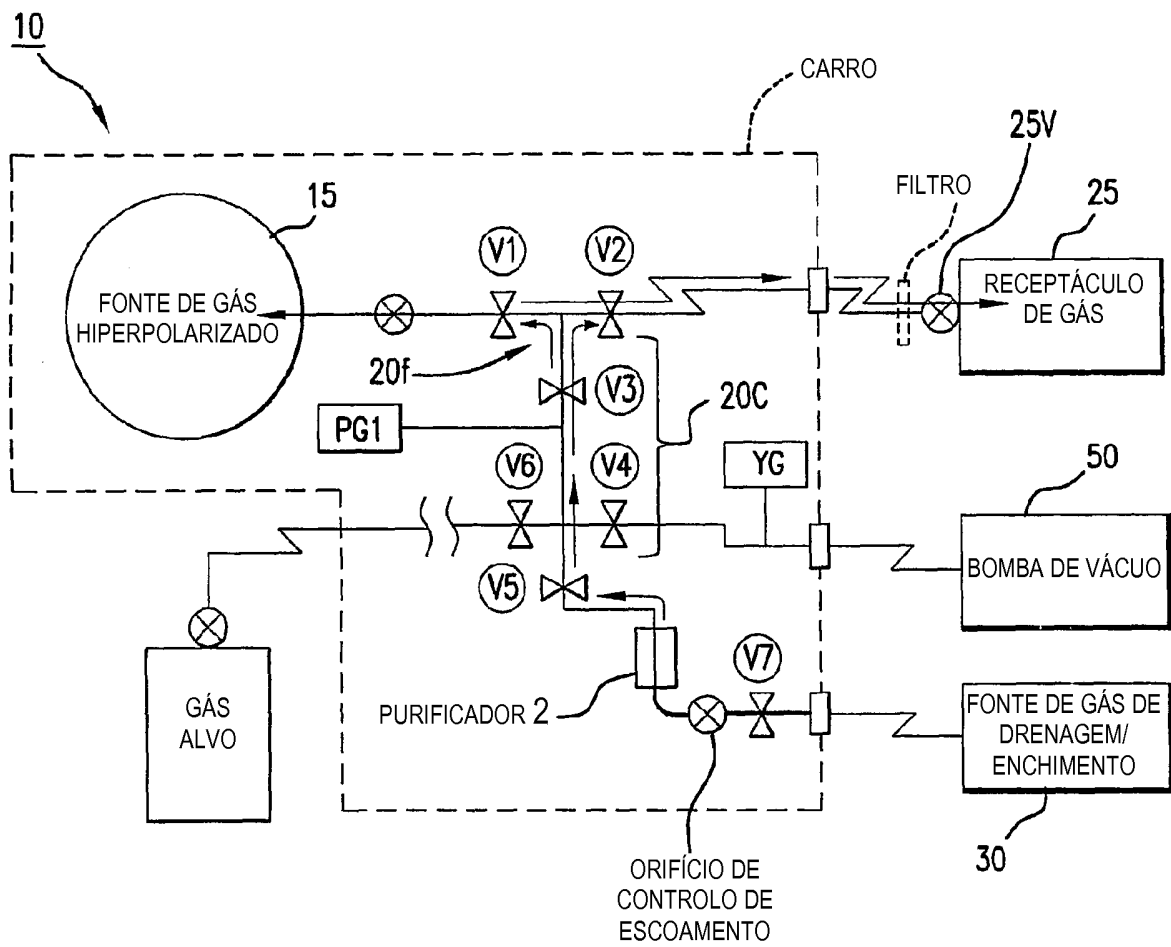 10
CARRO
25V
FILTRO
25
15
V1
V2
FONTE DE GÁS
HIPERPOLARIZADO
RECEPTÁCULO
DE GÁS
20f
V3
20C
PG1
V6
V4
YG
50
BOMBA DE VÁCUO
V5
V7
GÁS
ALVO
PURIFICADOR 2
FONTE DE GÁS DE
DRENAGEM/
ENCHIMENTO
30
ORIFÍCIO DE
CONTROLO DE
ESCOAMENTO